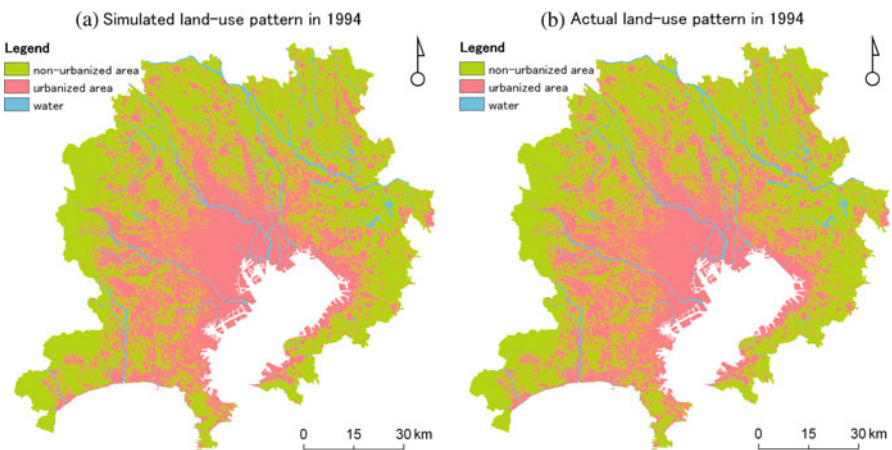 (a) Simulated land-use pattern in 1994
Legend
non-urbanized area
urbanized area
water
0 15 30 km
(b) Actual land-use pattern in 1994
Legend
non-urbanized area
urbanized area
water
0 15 30 km